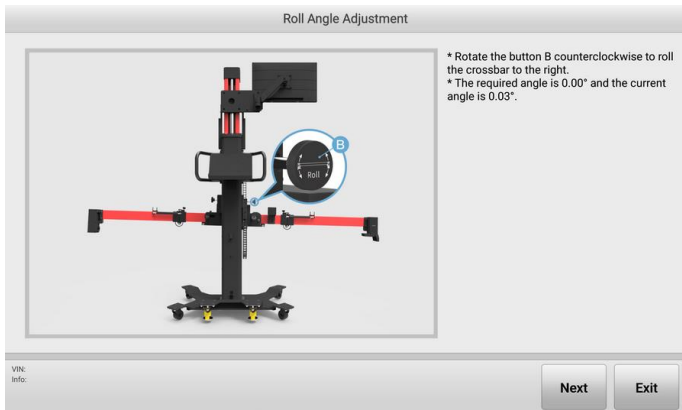 Roll Angle Adjustment
* Rotate the button B counterclockwise to roll
the crossbar to the right.
* The required angle is 0.00° and the current
angle is 0.03°.
B
Roll
VIN:
Info:
Next
Exit